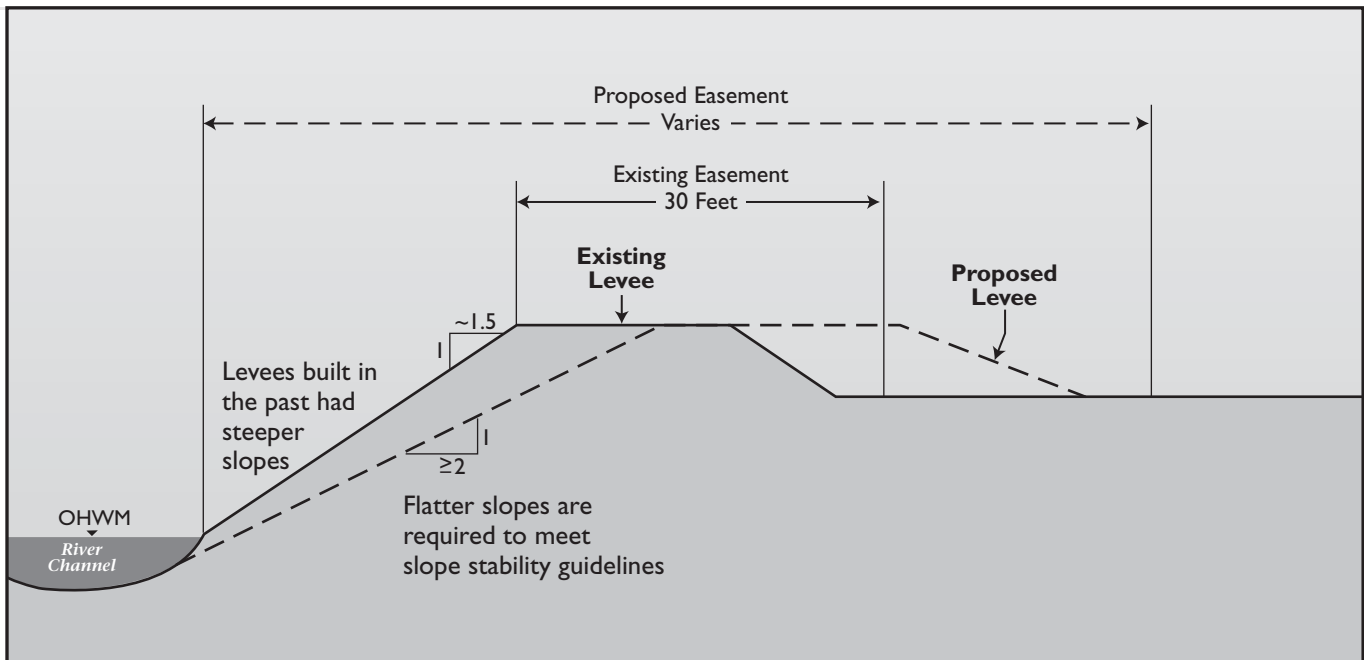 Proposed Easement
Varies
Existing Easement
30 Feet
Existing
Levee
Proposed
Levee
~1.5
1
Levees built in
the past had
steeper
slopes
1
≥2
Flatter slopes are
required to meet
slope stability guidelines
OHWM
River
Channel